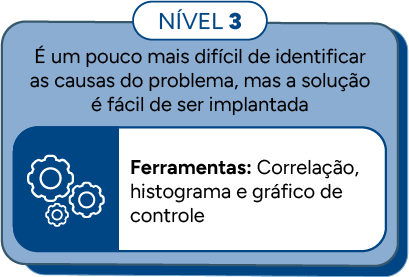 NÍVEL 3
É um pouco mais difícil de identificar
as causas do problema, mas a solução
é fácil de ser implantada
Ferramentas: Correlação,
histograma e gráfico de
controle